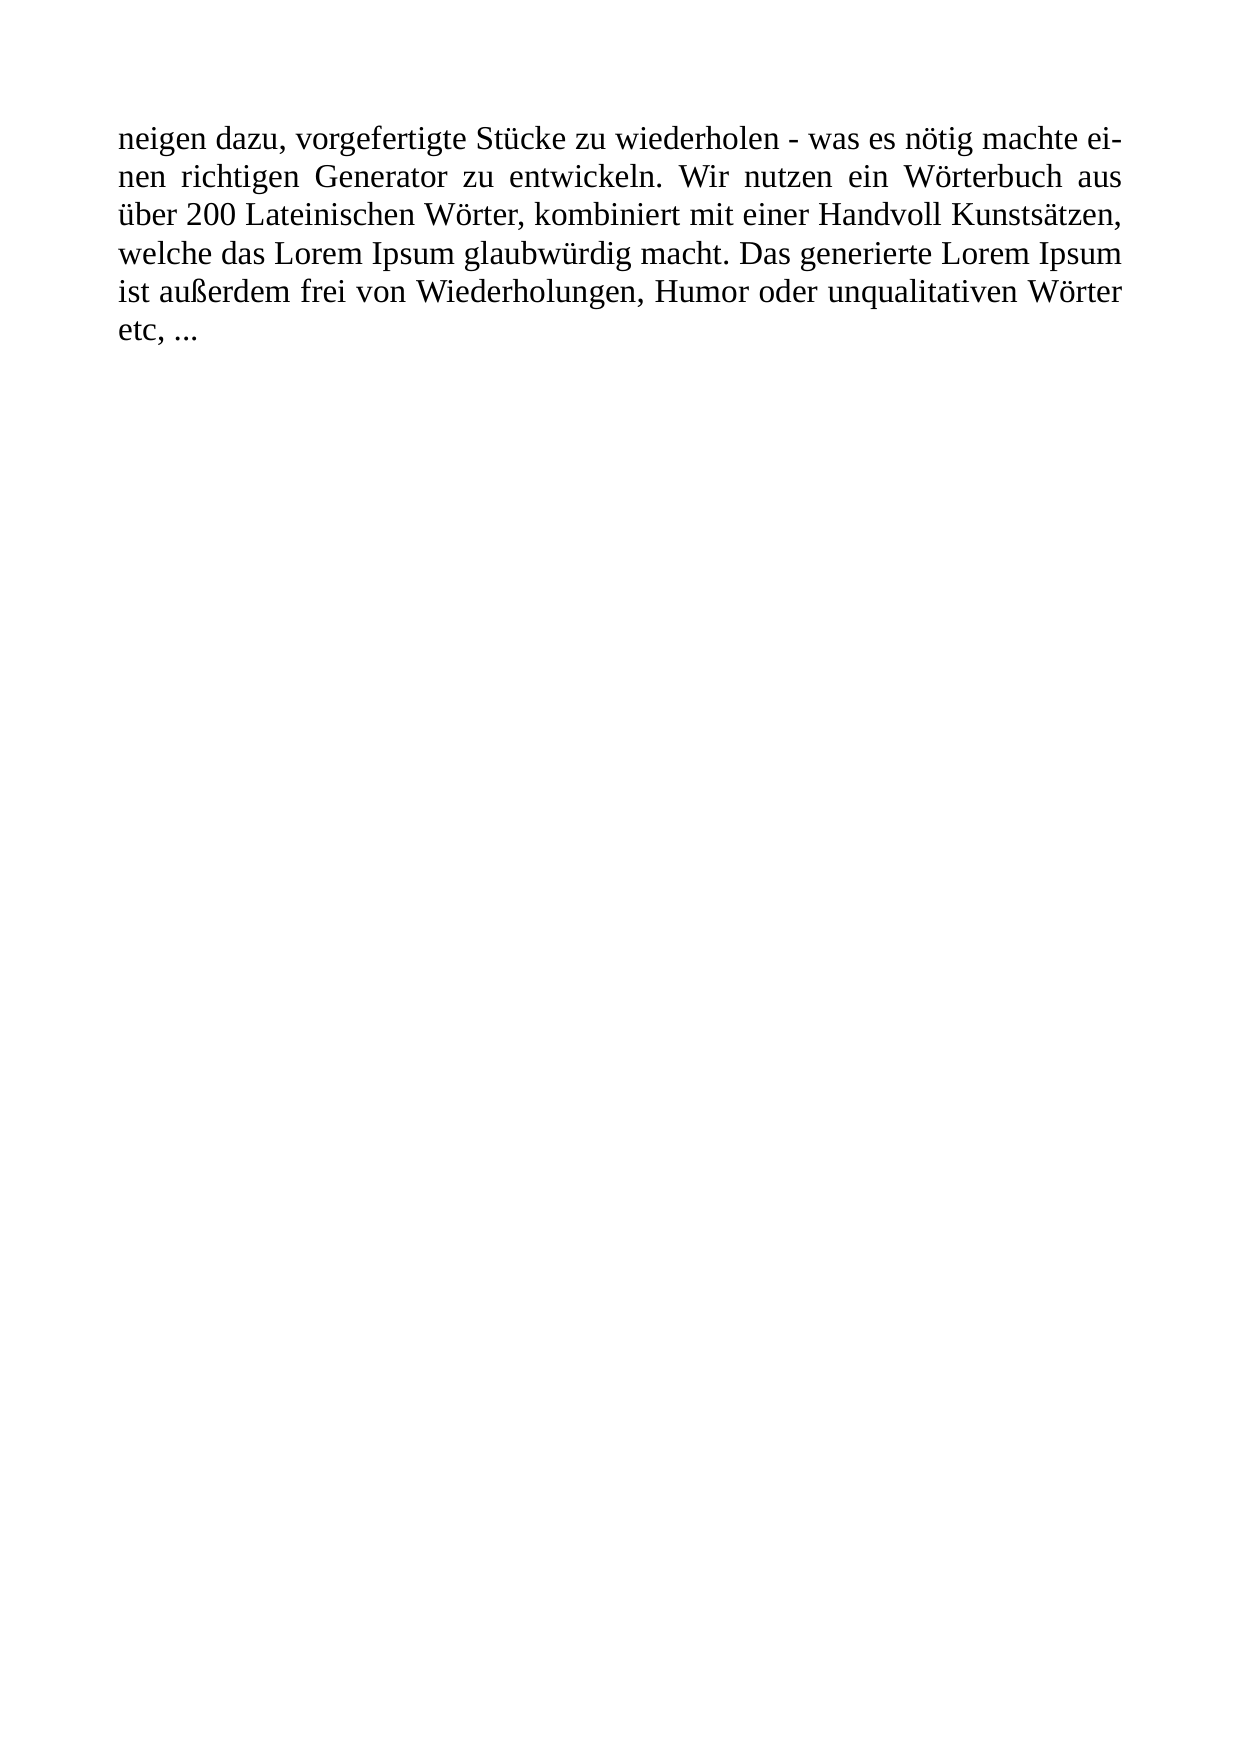 neigen dazu, vorgefertigte Stücke zu wiederholen - was es nötig machte ei-
nen richtigen Generator zu entwickeln. Wir nutzen ein Wörterbuch aus
über 200 Lateinischen Wörter, kombiniert mit einer Handvoll Kunstsätzen,
welche das Lorem Ipsum glaubwürdig macht. Das generierte Lorem Ipsum
ist außerdem frei von Wiederholungen, Humor oder unqualitativen Wörter
etc, ...